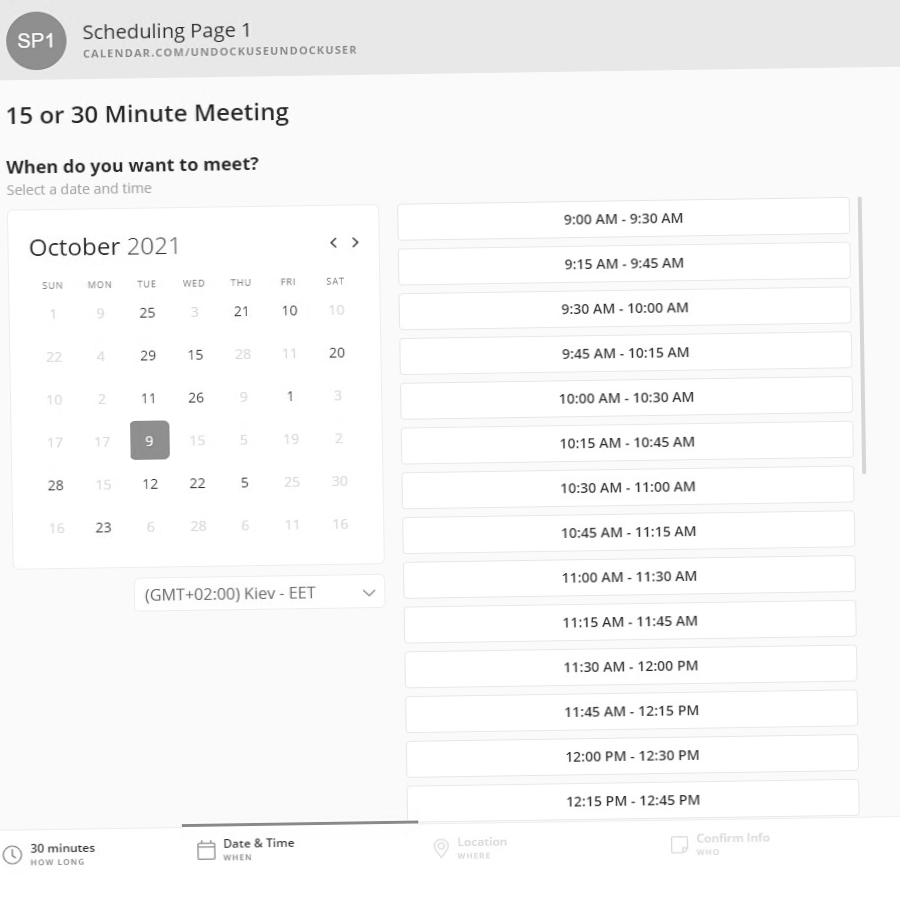 SP1
Scheduling Page 1
CALENDAR.COM/UNDOCKUSEUNDOCKUSER
15 or 30 Minute Meeting
When do you want to meet?
Select a date and time
October 2021
SUN MON TUE WED THU FRI SAT
1 9 25 3 21 10 10
22 4 29 15 28 11 20
10 2 11 26 9 1 3
17 17 9 15 5 19 2
28 15 12 22 5 25 30
16 23 6 28 6 11 16
(GMT+02:00) Kiev - EET
9:00 AM - 9:30 AM
9:15 AM - 9:45 AM
9:30 AM - 10:00 AM
9:45 AM - 10:15 AM
10:00 AM - 10:30 AM
10:15 AM - 10:45 AM
10:30 AM - 11:00 AM
10:45 AM - 11:15 AM
11:00 AM - 11:30 AM
11:15 AM - 11:45 AM
11:30 AM - 12:00 PM
11:45 AM - 12:15 PM
12:00 PM - 12:30 PM
12:15 PM - 12:45 PM
30 minutes
HOW LONG
Date & Time
WHEN
Location
WHERE
Confirm Info
WHO